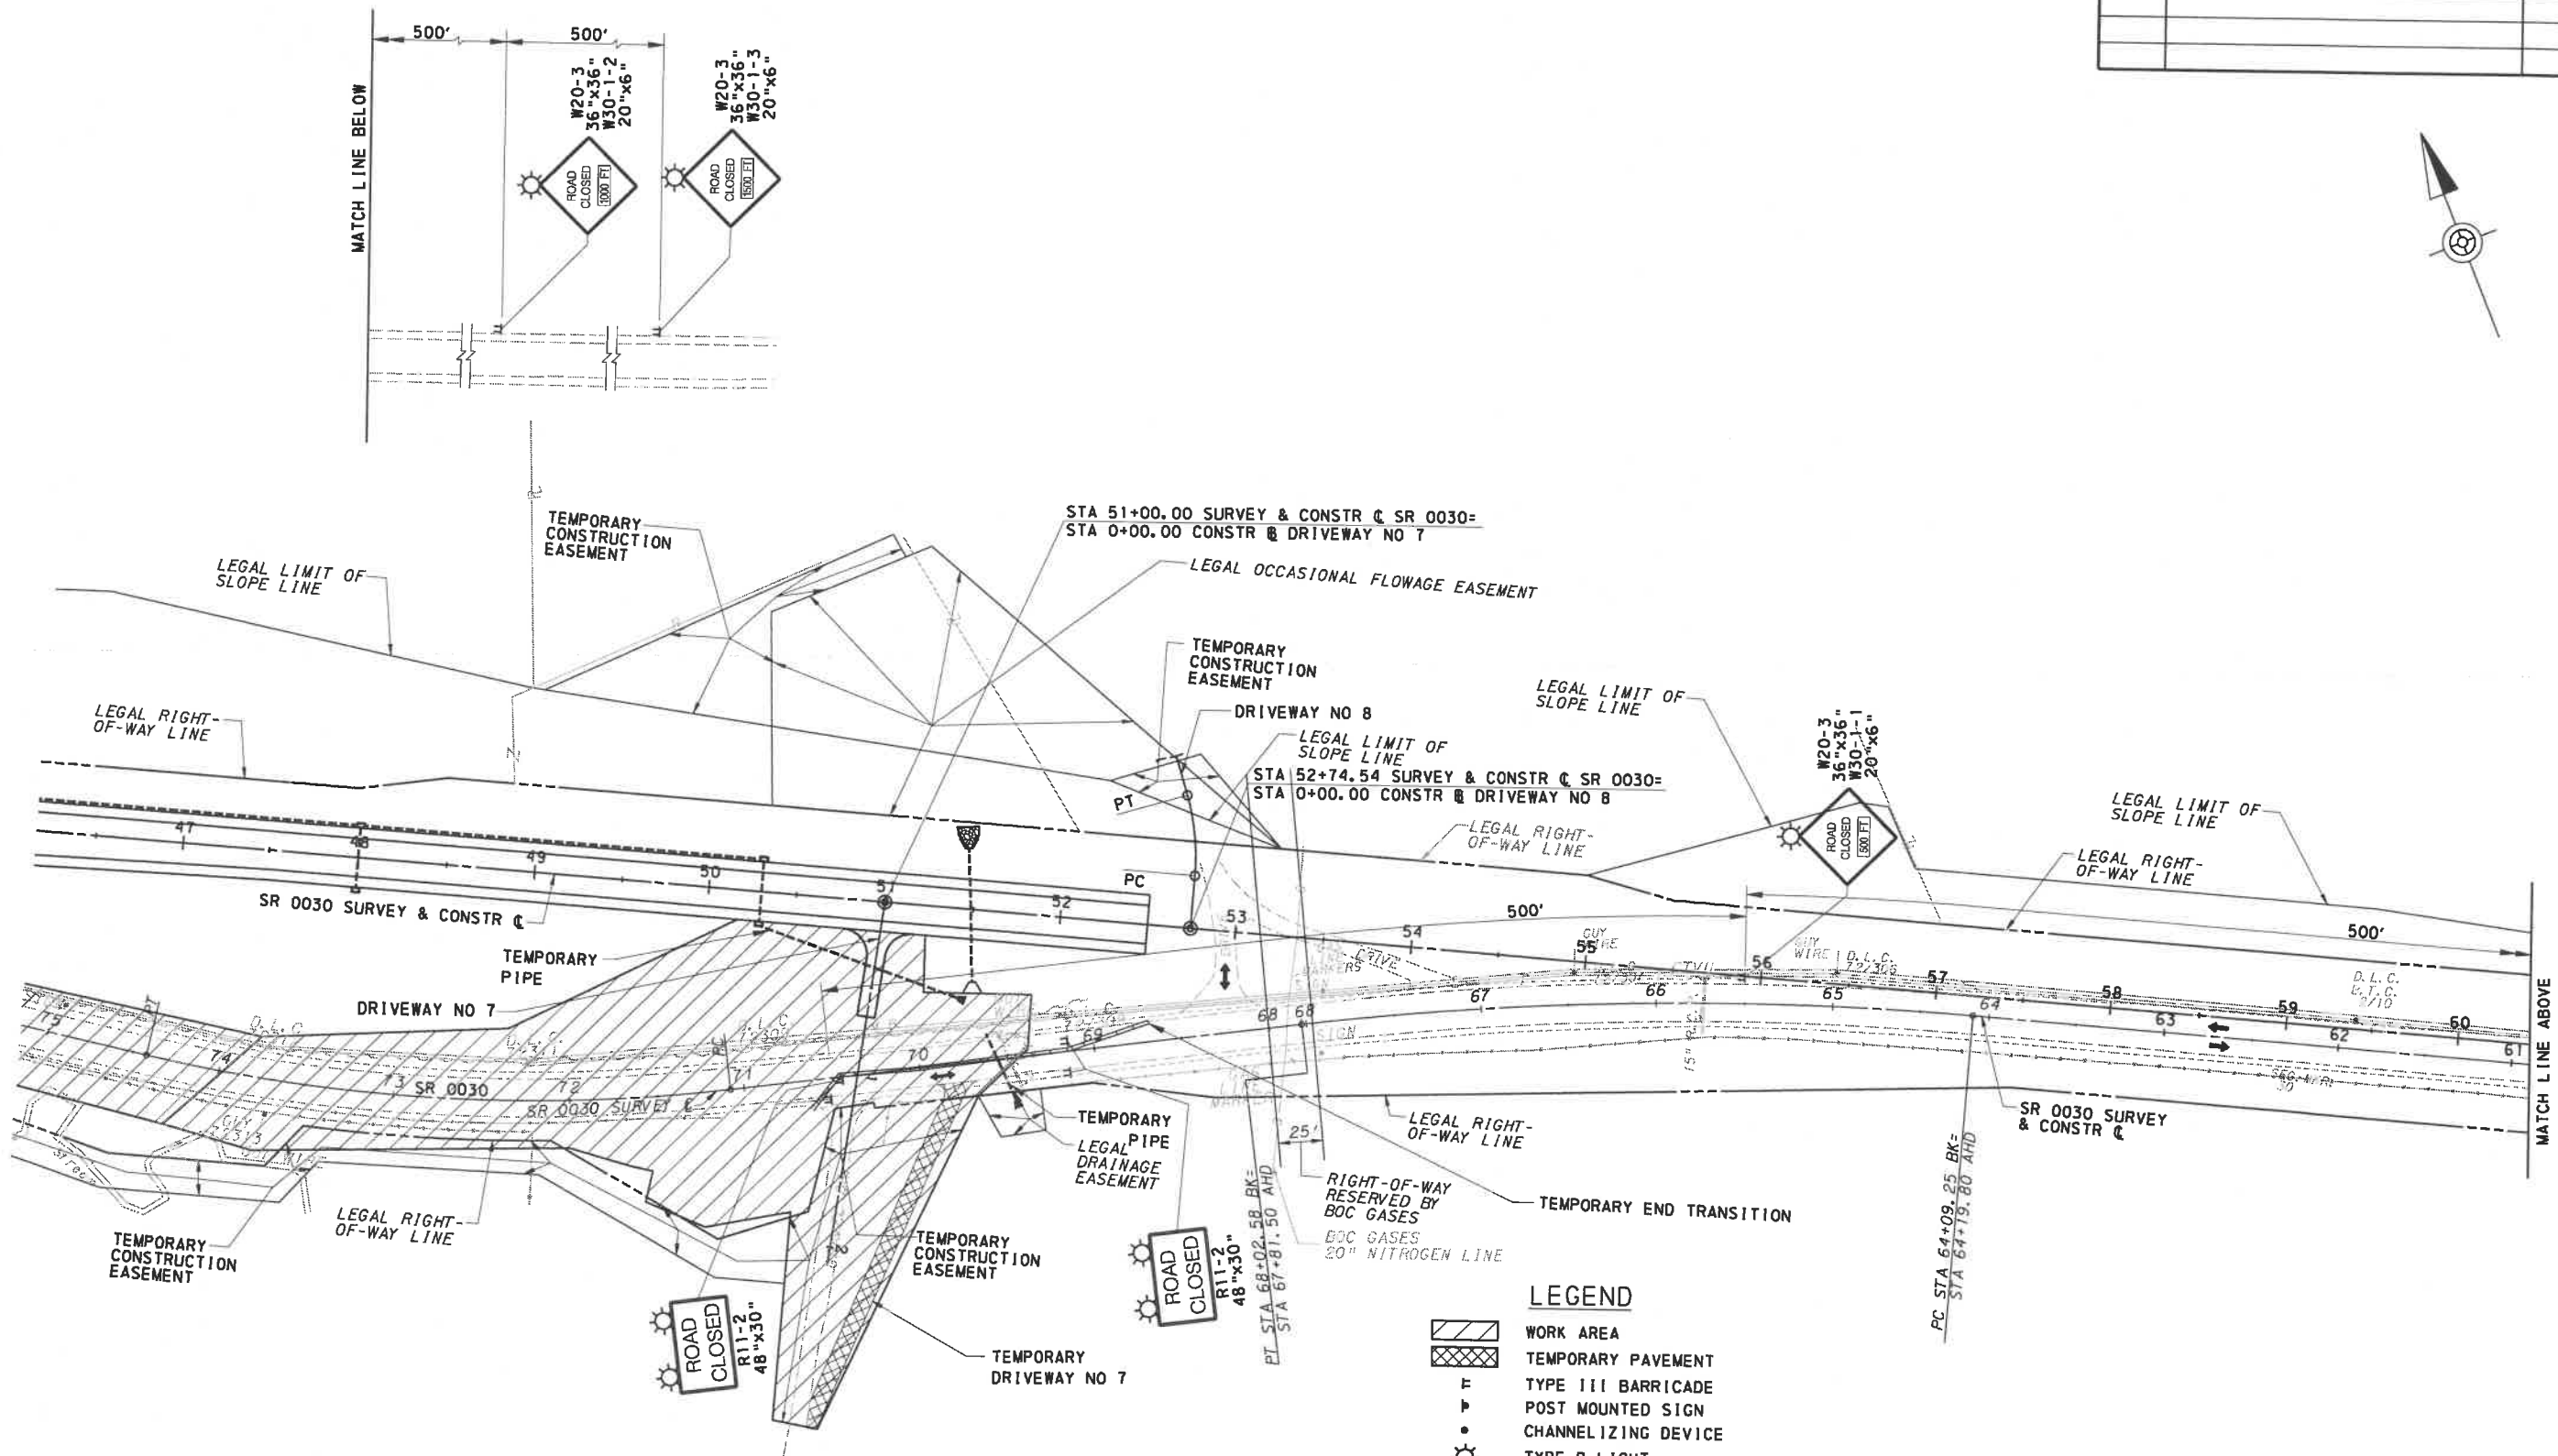 500'
500'
W20-3
36"x36"
W30-1-2
20"x6"
W20-3
36"x36"
W30-1-3
20"x6"
MATCH LINE BELOW
ROAD
CLOSED
1000 FT
ROAD
CLOSED
1500 FT
TEMPORARY
CONSTRUCTION
EASEMENT
STA 51+00.00 SURVEY & CONSTR ℄ SR 0030=
STA 0+00.00 CONSTR B DRIVEWAY NO 7
LEGAL OCCASIONAL FLOWAGE EASEMENT
LEGAL LIMIT OF
SLOPE LINE
TEMPORARY
CONSTRUCTION
EASEMENT
LEGAL RIGHT-
OF-WAY LINE
DRIVEWAY NO 8
LEGAL LIMIT OF
SLOPE LINE
STA 52+74.54 SURVEY & CONSTR ℄ SR 0030=
STA 0+00.00 CONSTR B DRIVEWAY NO 8
LEGAL LIMIT OF
SLOPE LINE
W20-3
36"x36"
W30-1-1
20"x6"
ROAD
CLOSED
500 FT
LEGAL LIMIT OF
SLOPE LINE
LEGAL RIGHT-
OF-WAY LINE
LEGAL RIGHT-
OF-WAY LINE
PT
PC
47
48
49
50
51
52
53
54
55
56
57
58
59
60
500'
500'
SR 0030 SURVEY & CONSTR ℄
TEMPORARY
PIPE
DRIVEWAY NO 7
GUY
WIRE
GUY
WIRE
D.L.C.
D.L.C.
DRIVE
MATCH LINE ABOVE
74
73
72
71
70
69
68
68
67
66
65
64
63
62
61
SR 0030
SR 0030 SURVEY ℄
SIGN
15"
TEMPORARY
PIPE
LEGAL
DRAINAGE
EASEMENT
LEGAL RIGHT-
OF-WAY LINE
25'
SR 0030 SURVEY
& CONSTR ℄
RIGHT-OF-WAY
RESERVED BY
BOC GASES
TEMPORARY END TRANSITION
BOC GASES
20" NITROGEN LINE
PT STA 68+02.58 BK=
STA 67+81.50 AHD
PC STA 64+09.25 BK=
STA 64+19.80 AHD
LEGAL RIGHT-
OF-WAY LINE
TEMPORARY
CONSTRUCTION
EASEMENT
TEMPORARY
CONSTRUCTION
EASEMENT
ROAD
CLOSED
R11-2
48"x30"
ROAD
CLOSED
R11-2
48"x30"
TEMPORARY
DRIVEWAY NO 7
LEGEND
WORK AREA
TEMPORARY PAVEMENT
TYPE III BARRICADE
POST MOUNTED SIGN
CHANNELIZING DEVICE